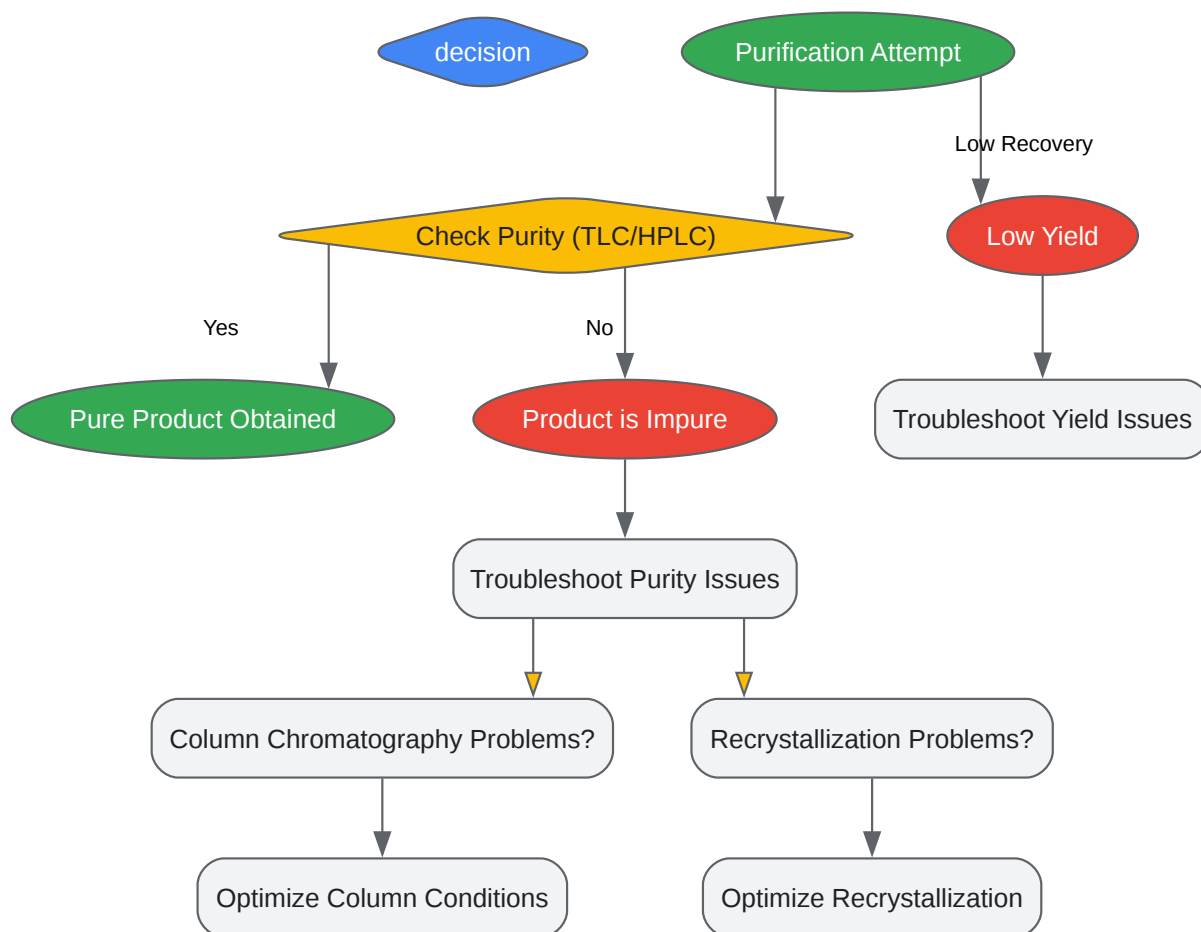 decision
Purification Attempt
Low Recovery
Check Purity (TLC/HPLC)
Low Yield
Yes
No
Pure Product Obtained
Product is Impure
Troubleshoot Yield Issues
Troubleshoot Purity Issues
Column Chromatography Problems?
Recrystallization Problems?
Optimize Column Conditions
Optimize Recrystallization